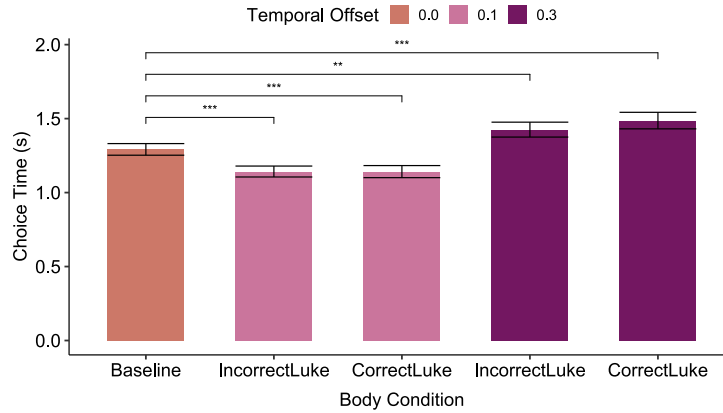 Temporal Offset 0.0 0.1 0.3
2.0
1.5
1.0
0.5
0.0
Choice Time (s)
***
**
***
***
Baseline IncorrectLuke CorrectLuke IncorrectLuke CorrectLuke
Body Condition